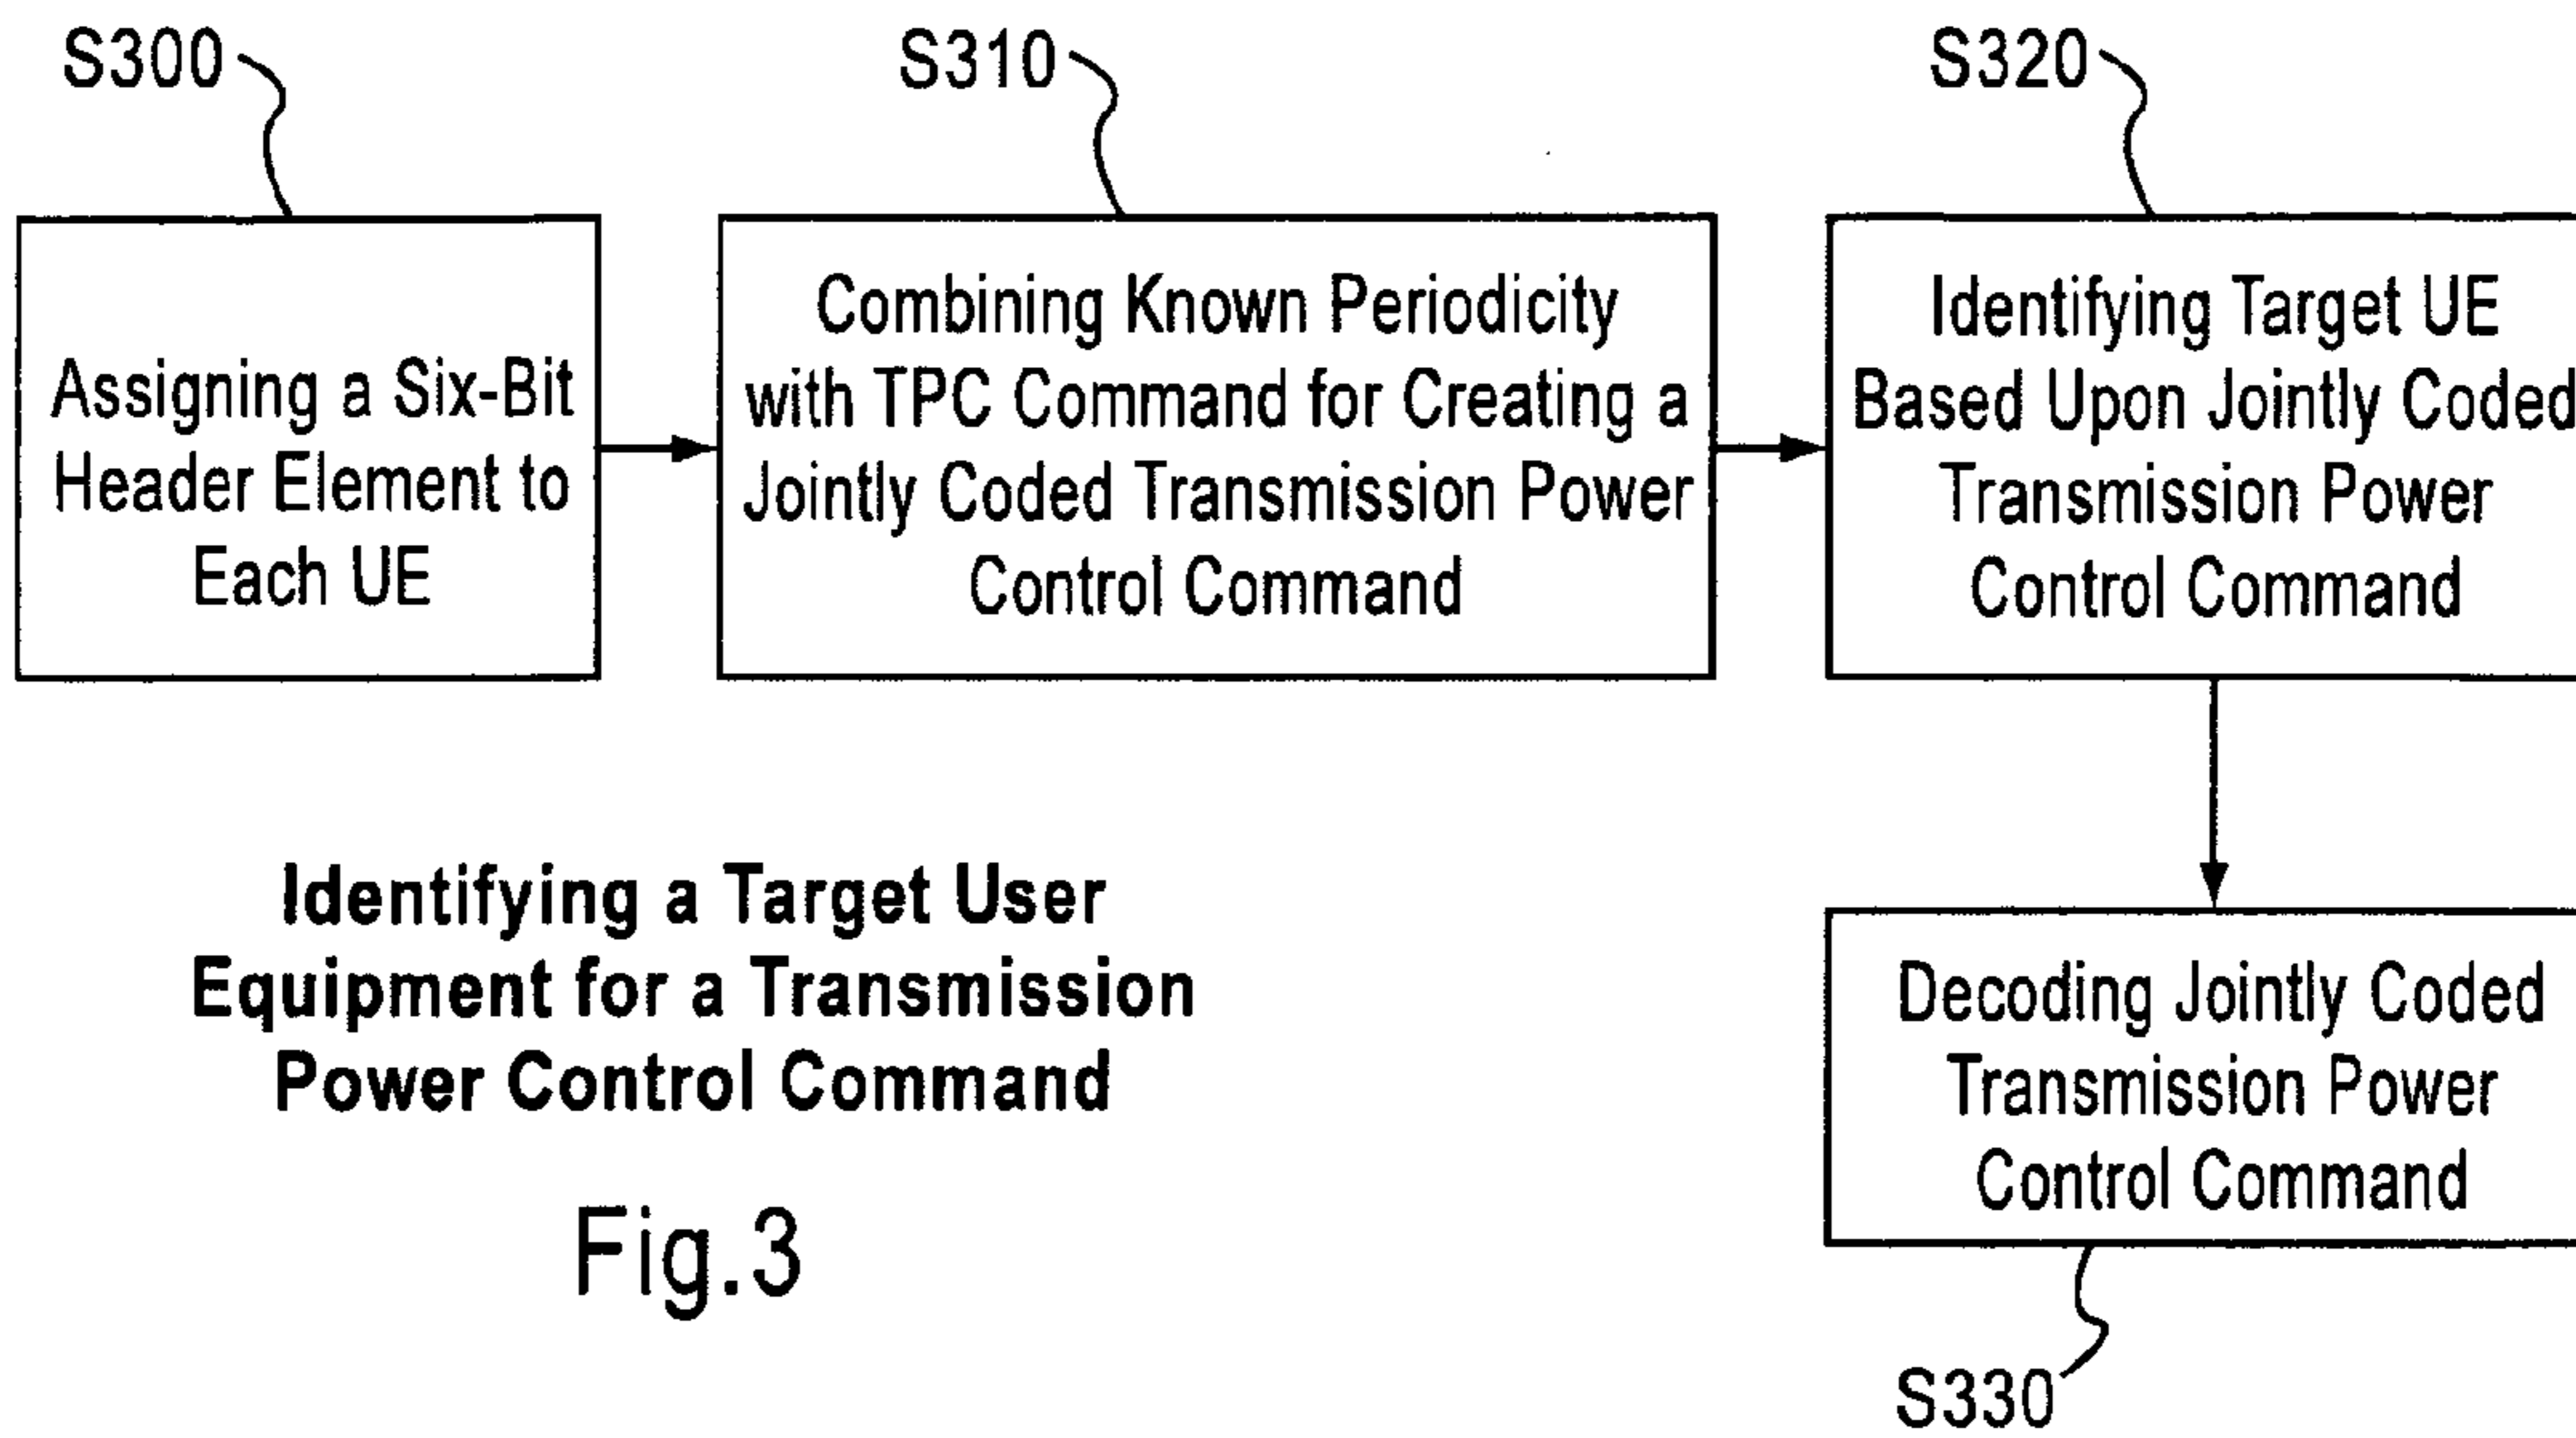 S300
S310
S320
Assigning a Six-Bit
Header Element to
Each UE
Combining Known Periodicity
with TPC Command for Creating a
Jointly Coded Transmission Power
Control Command
Identifying Target UE
Based Upon Jointly Coded
Transmission Power
Control Command
Decoding Jointly Coded
Transmission Power
Control Command
S330
Identifying a Target User
Equipment for a Transmission
Power Control Command
Fig.3